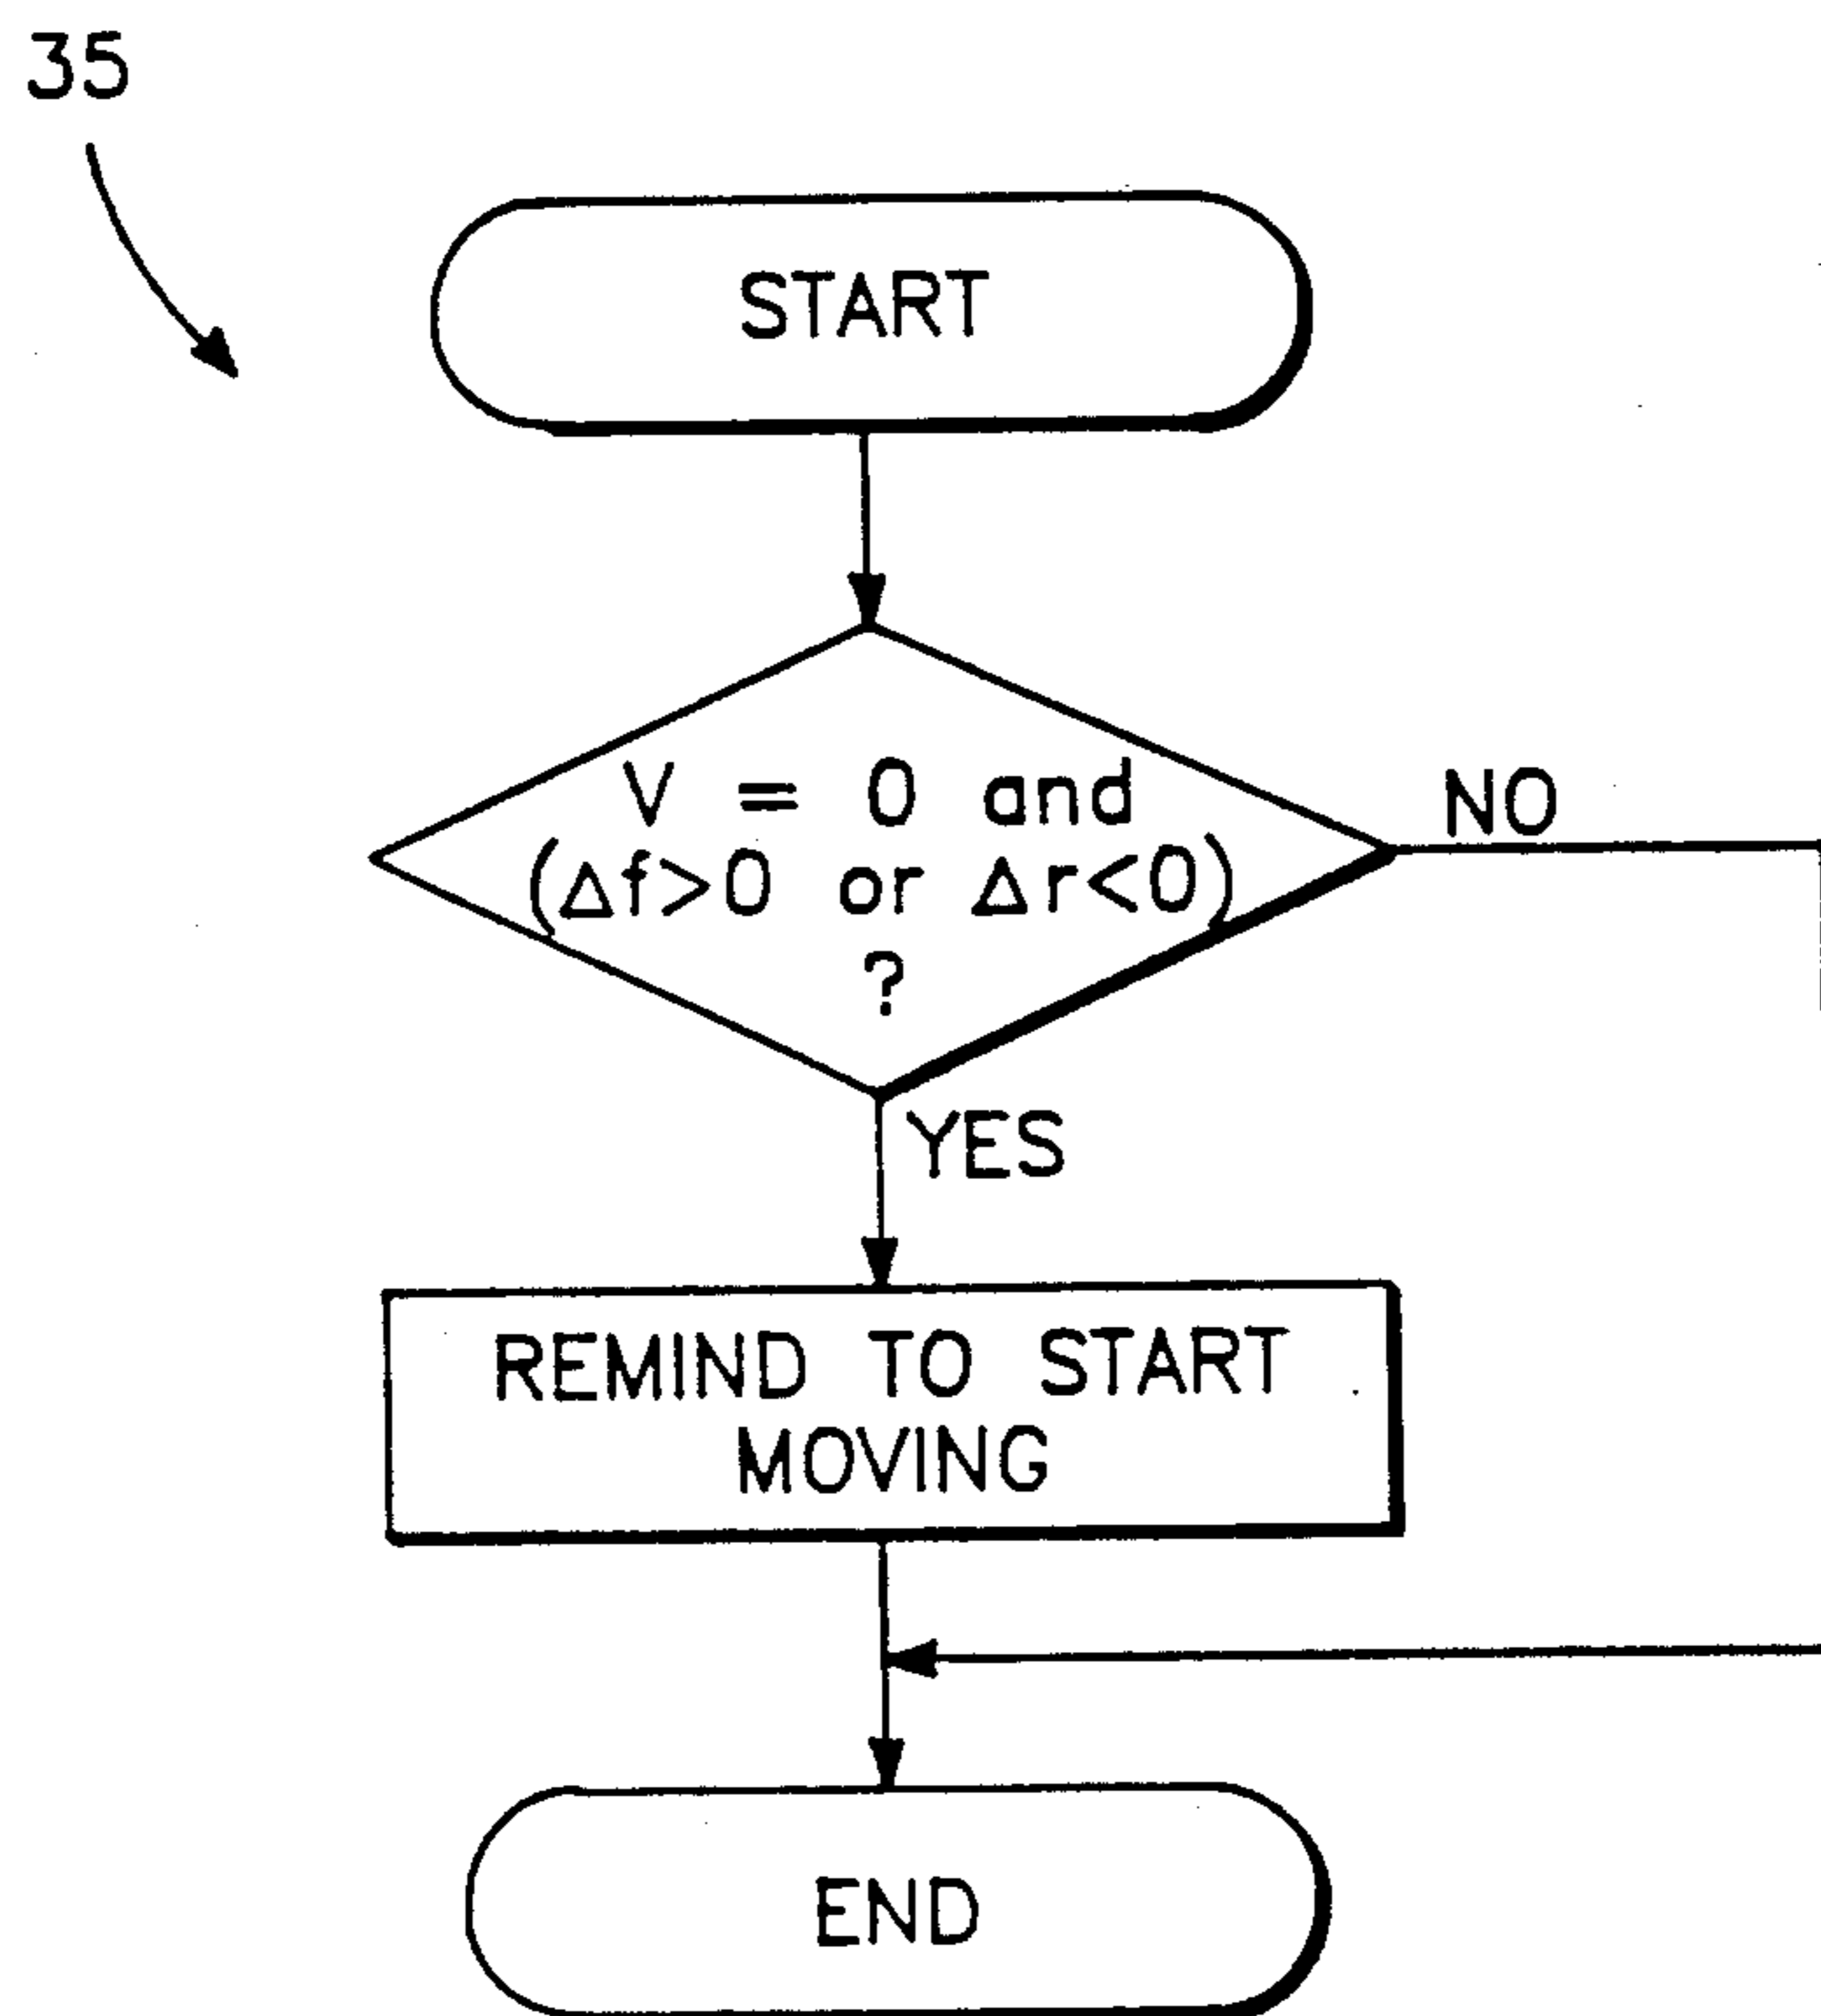 35
START
V = 0 and
(Δf>0 or Δr<0)
?
NO
YES
REMIND TO START
MOVING
END